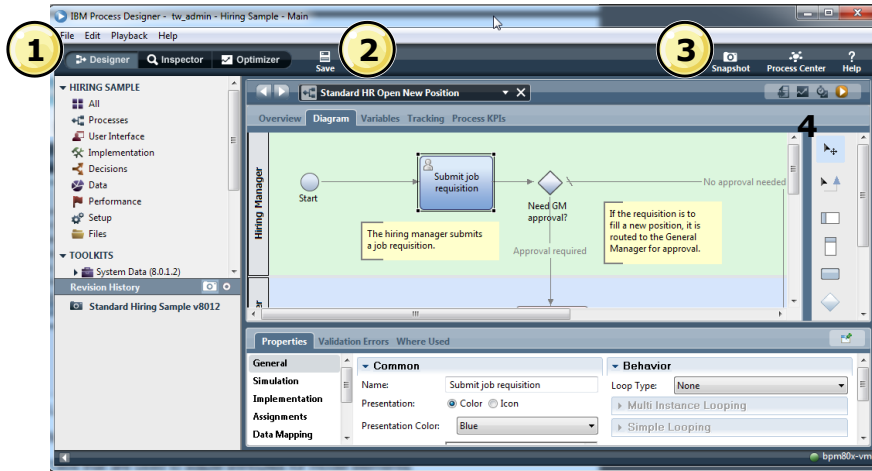 IBM Process Designer - tw_admin - Hiring Sample - Main
File Edit Playback Help
1 2 3
Designer Inspector Optimizer Save Snapshot Process Center Help
HIRING SAMPLE
All
Processes
User Interface
Implementation
Decisions
Data
Performance
Setup
Files
TOOLKITS
System Data (8.0.1.2)
Revision History
Standard Hiring Sample v8012
Standard HR Open New Position
Overview Diagram Variables Tracking Process KPIs
4
Hiring Manager
Start
Submit job
requisition
Need GM
approval?
No approval needed
The hiring manager submits
a job requisition.
If the requisition is to
fill a new position, it is
routed to the General
Manager for approval.
Approval required
Properties Validation Errors Where Used
General
Simulation
Implementation
Assignments
Data Mapping
Common
Name: Submit job requisition
Presentation: Color Icon
Presentation Color: Blue
Behavior
Loop Type: None
Multi Instance Looping
Simple Looping
bpm80x-vm